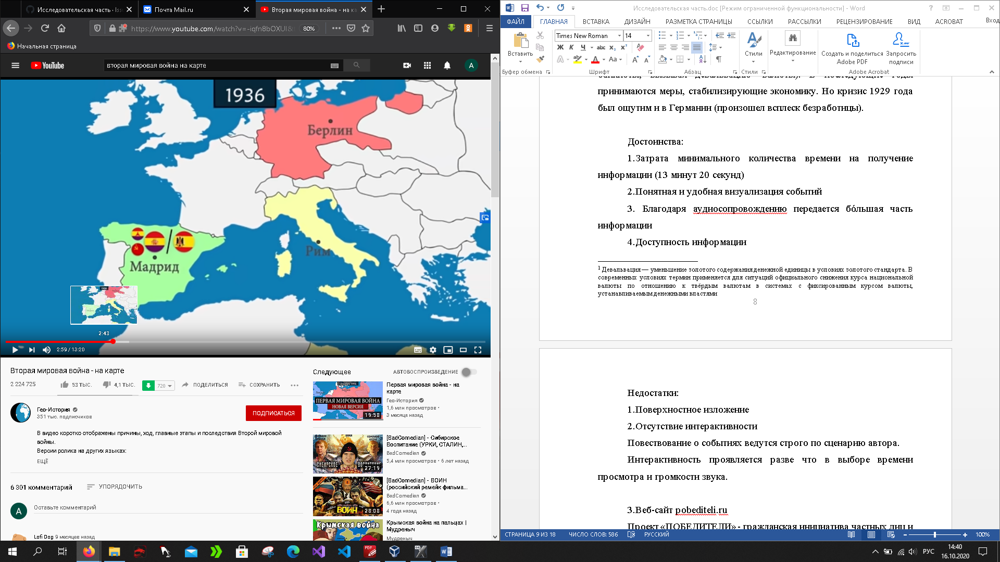 Исследовательская часть · Issu
Почта Mail.ru
Вторая мировая война - на ка
https://www.youtube.com/watch?v=-iqfn8bOXUI&
80%
Начальная страница
YouTube
вторая мировая война на карте
A
1936
Берлин
Рим
Мадрид
2:43
2:59 / 13:20
Вторая мировая война - на карте
2 224 725
53 ТЫС.
4,1 ТЫС.
720
ПОДЕЛИТЬСЯ
СОХРАНИТЬ
Гео-История
351 тыс. подписчиков
ПОДПИСАТЬСЯ
В видео коротко отображены причины, ход, главные этапы и последствия Второй мировой
войны.
Версии ролика на других языках:
ЕЩЁ
6 301 комментарий
УПОРЯДОЧИТЬ
A
Оставьте комментарий
Lofi Dog 9 месяцев назад
Следующее
АВТОВОСПРОИЗВЕДЕНИЕ
ПЕРВАЯ МИРОВАЯ ВОЙНА
НОВАЯ ВЕРСИЯ
19:58
Первая мировая война - на
карте
Гео-История
1,6 млн просмотров •
3 месяца назад
СИБИРСКОЕ ВОСПИТАНИЕ
27:19
[BadComedian] - Сибирское
Воспитание (УРКИ, СТАЛИН,...
BadComedian
5,4 млн просмотров • 6 лет назад
ВОИН
28:08
[BadComedian] - ВОИН
(российский ремейк фильма...
BadComedian
6,6 млн просмотров •
4 года назад
Крымская война
Крымская война на пальцах |
Мудреныч
Мудреныч
Исследовательская часть.doc [Режим ограниченной функциональности] - Word
ФАЙЛ
ГЛАВНАЯ
ВСТАВКА
ДИЗАЙН
РАЗМЕТКА СТРАНИЦЫ
ССЫЛКИ
РАССЫЛКИ
РЕЦЕНЗИРОВАНИЕ
ВИД
ACROBAT
Вход
Вставить
Times New Roman
14
Ж К Ч abc x₂ x²
Aa
Стили
Редактирование
Создать и поделиться
Adobe PDF
Запросить
подписи
Буфер обмена
Шрифт
Абзац
Стили
Adobe Acrobat
принимаются меры, стабилизирующие экономику. Но кризис 1929 года
был ощутим и в Германии (произошел всплеск безработицы).
Достоинства:
1.Затрата минимального количества времени на получение
информации (13 минут 20 секунд)
2.Понятная и удобная визуализация событий
3. Благодаря аудиосопровождению передается бо́льшая часть
информации
4.Доступность информации
1 Девальвация — уменьшение золотого содержания денежной единицы в условиях золотого стандарта. В
современных условиях термин применяется для ситуаций официального снижения курса национальной
валюты по отношению к твёрдым валютам в системах с фиксированным курсом валюты,
устанавливаемым денежными властями
8
Недостатки:
1.Поверхностное изложение
2.Отсутствие интерактивности
Повествование о событиях ведутся строго по сценарию автора.
Интерактивность проявляется разве что в выборе времени
просмотра и громкости звука.
3.Веб-сайт pobediteli.ru
Проект «ПОБЕДИТЕЛИ» - гражданская инициатива частных лиц и
СТРАНИЦА 9 ИЗ 18
ЧИСЛО СЛОВ: 586
РУССКИЙ
100%
РУС
14:40
16.10.2020